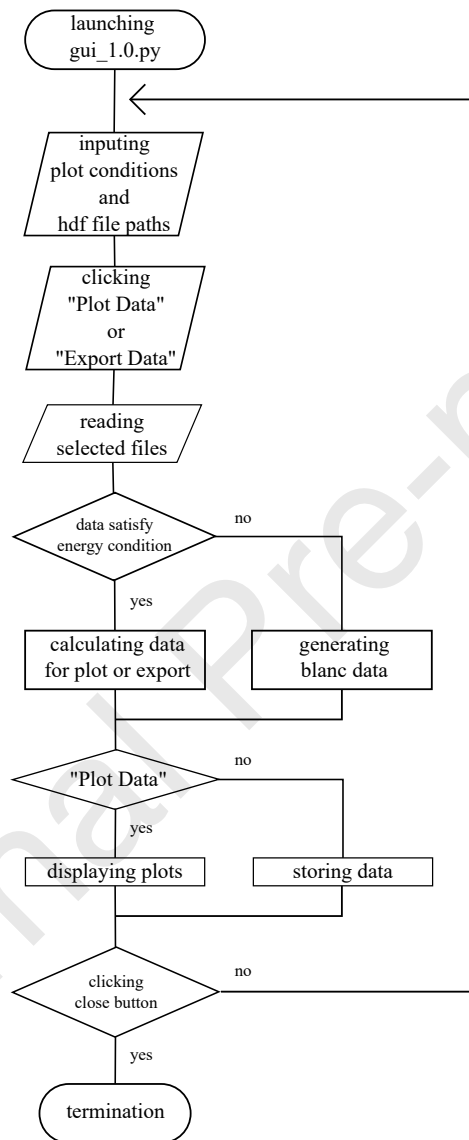 launching
gui_1.0.py
inputing
plot conditions
and
hdf file paths
clicking
"Plot Data"
or
"Export Data"
reading
selected files
data satisfy
energy condition
no
yes
calculating data
for plot or export
generating
blanc data
"Plot Data"
no
yes
displaying plots
storing data
clicking
close button
no
yes
termination